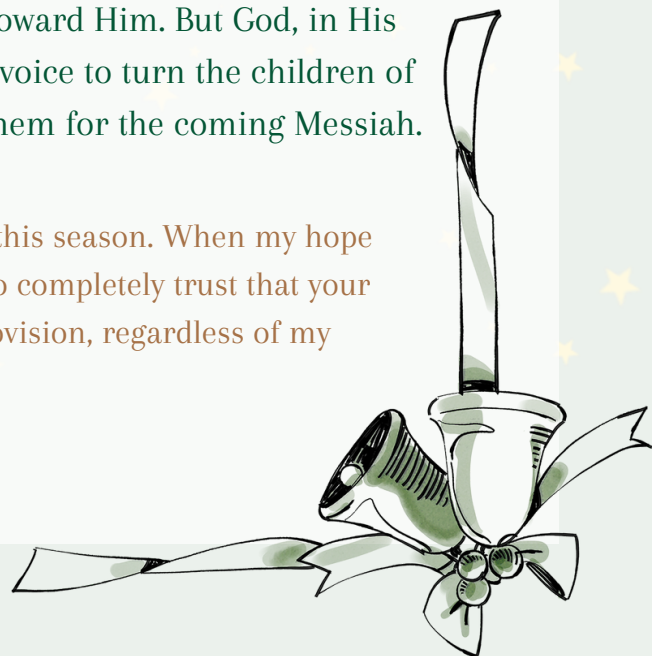 oward Him. But God, in His
voice to turn the children of
hem for the coming Messiah.
this season. When my hope
o completely trust that your
ovision, regardless of my